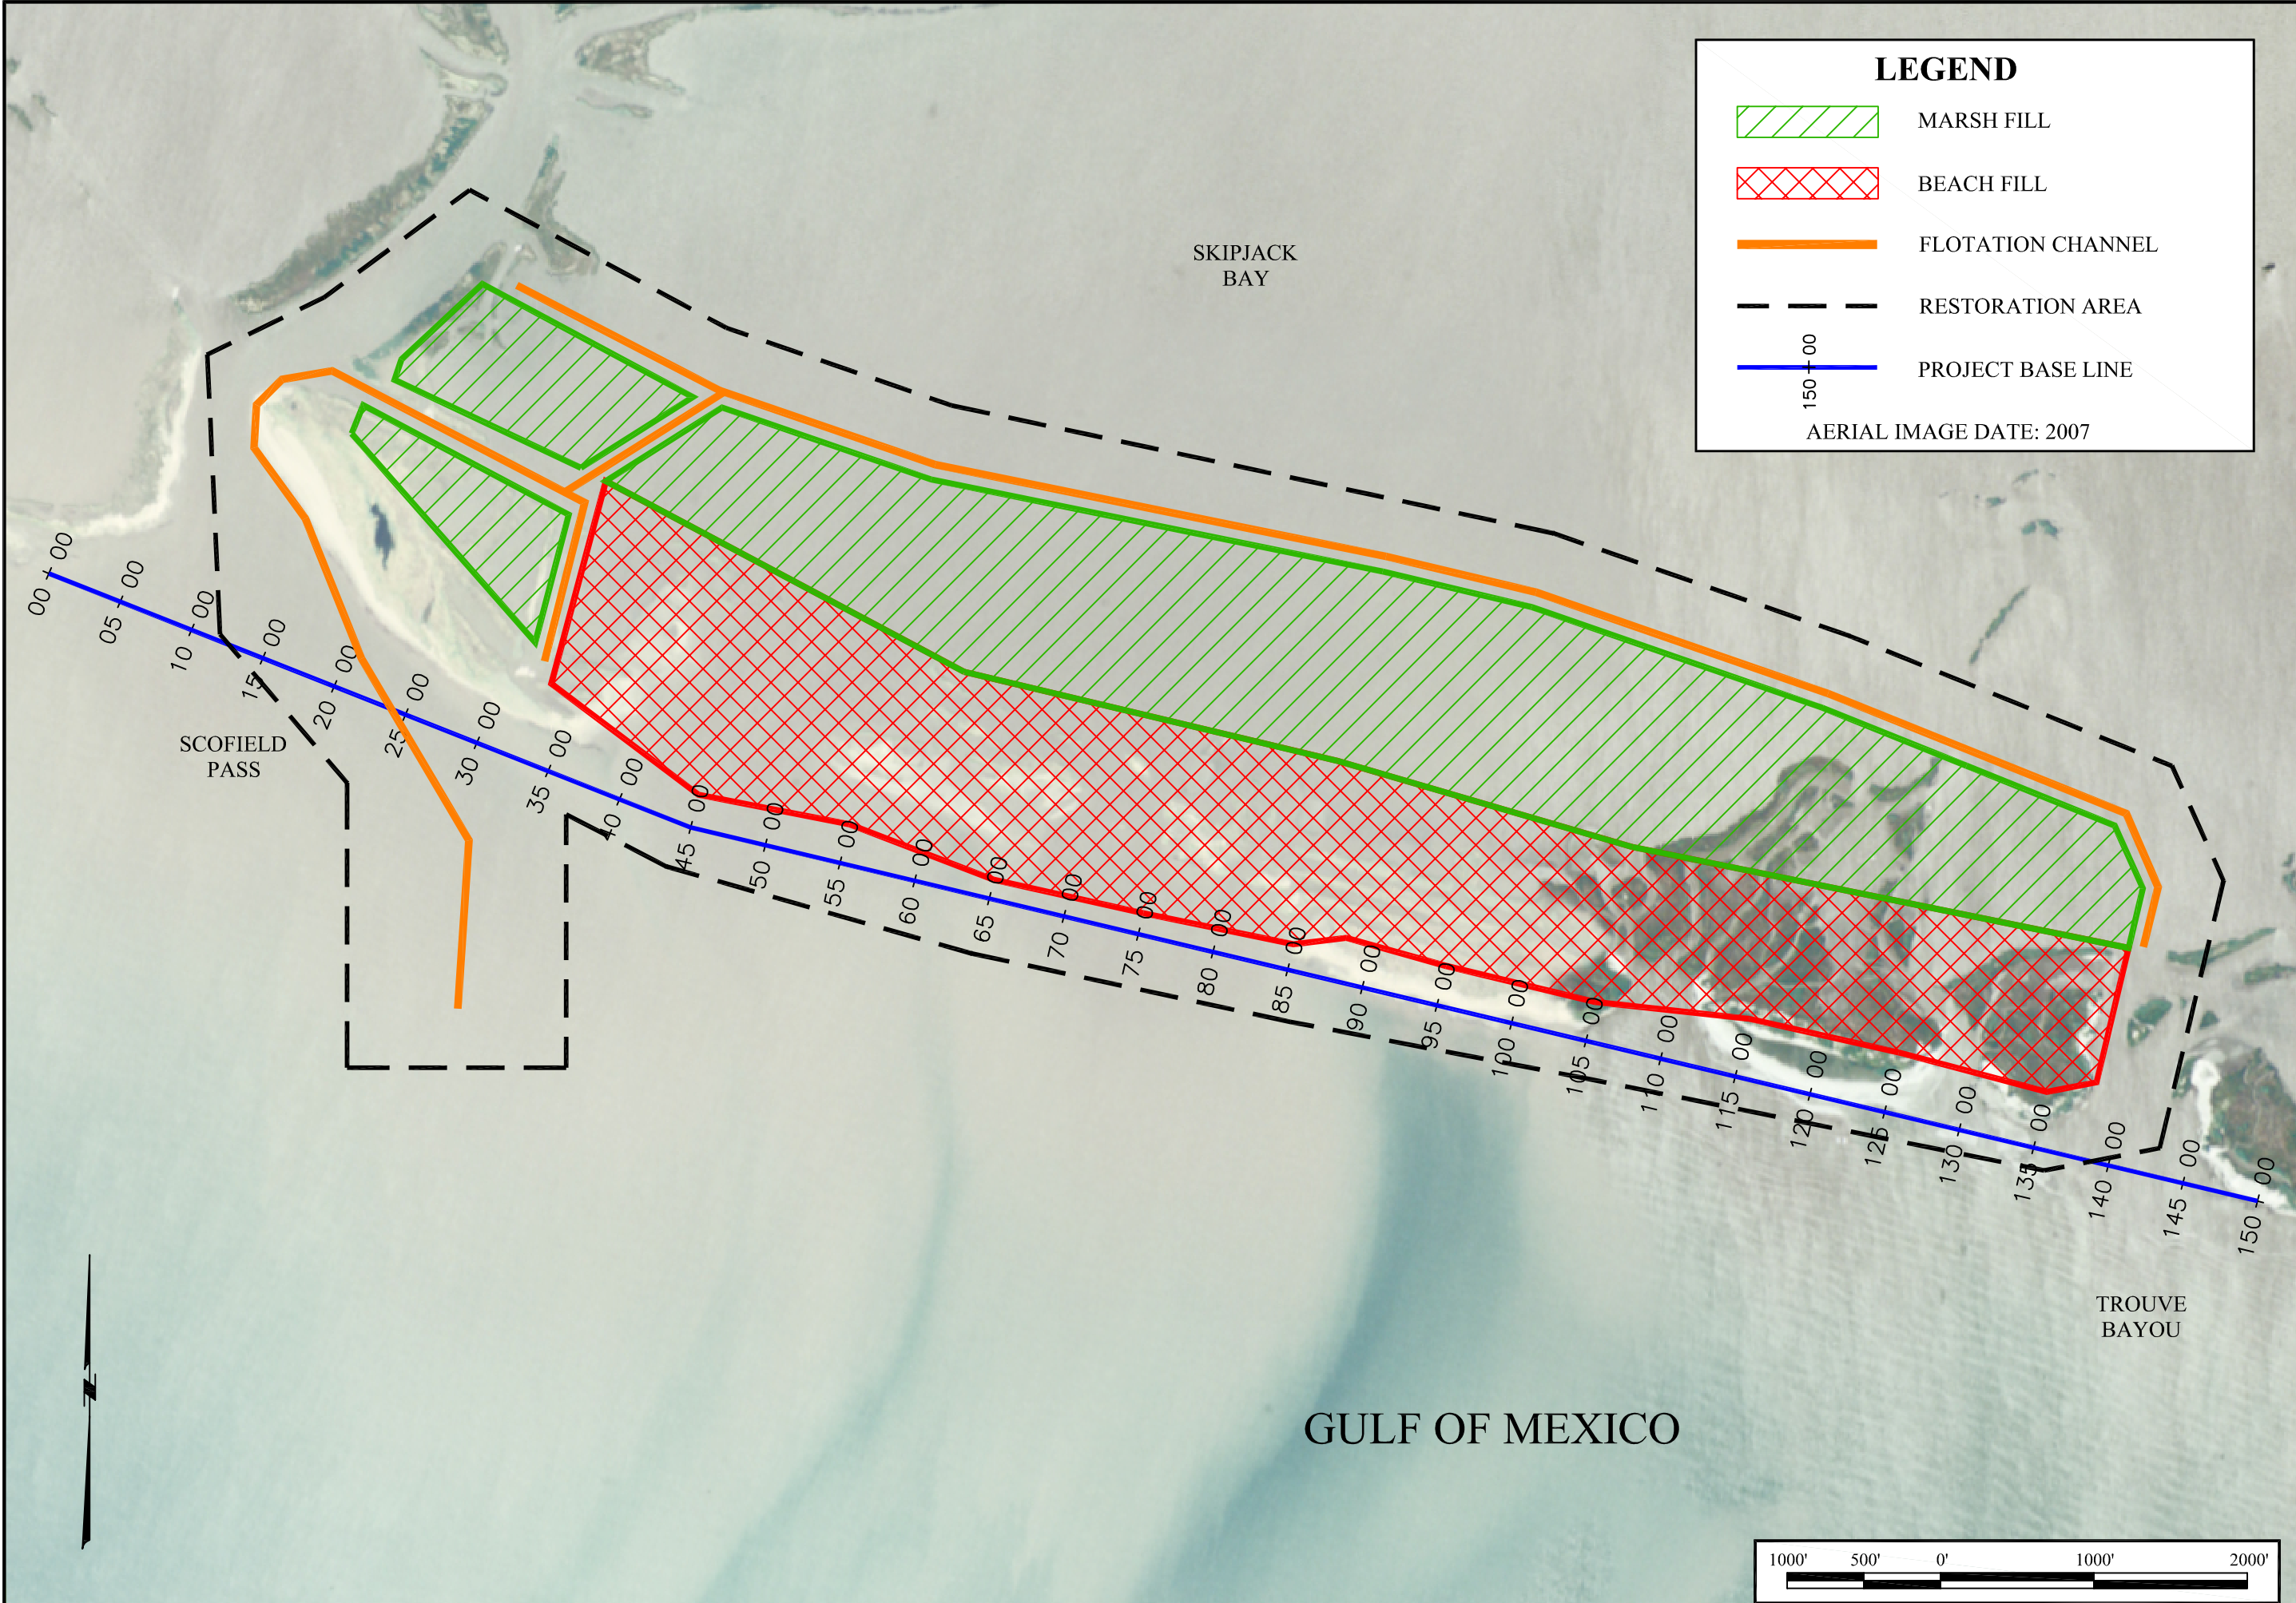 LEGEND
MARSH FILL
BEACH FILL
FLOTATION CHANNEL
RESTORATION AREA
150+00
PROJECT BASE LINE
AERIAL IMAGE DATE: 2007
SKIPJACK
BAY
SCOFIELD
PASS
00+00
05+00
10+00
15+00
20+00
25+00
30+00
35+00
40+00
45+00
50+00
55+00
60+00
65+00
70+00
75+00
80+00
85+00
90+00
95+00
100+00
105+00
110+00
115+00
120+00
125+00
130+00
135+00
140+00
145+00
150+00
TROUVE
BAYOU
GULF OF MEXICO
N
1000' 500' 0' 1000' 2000'